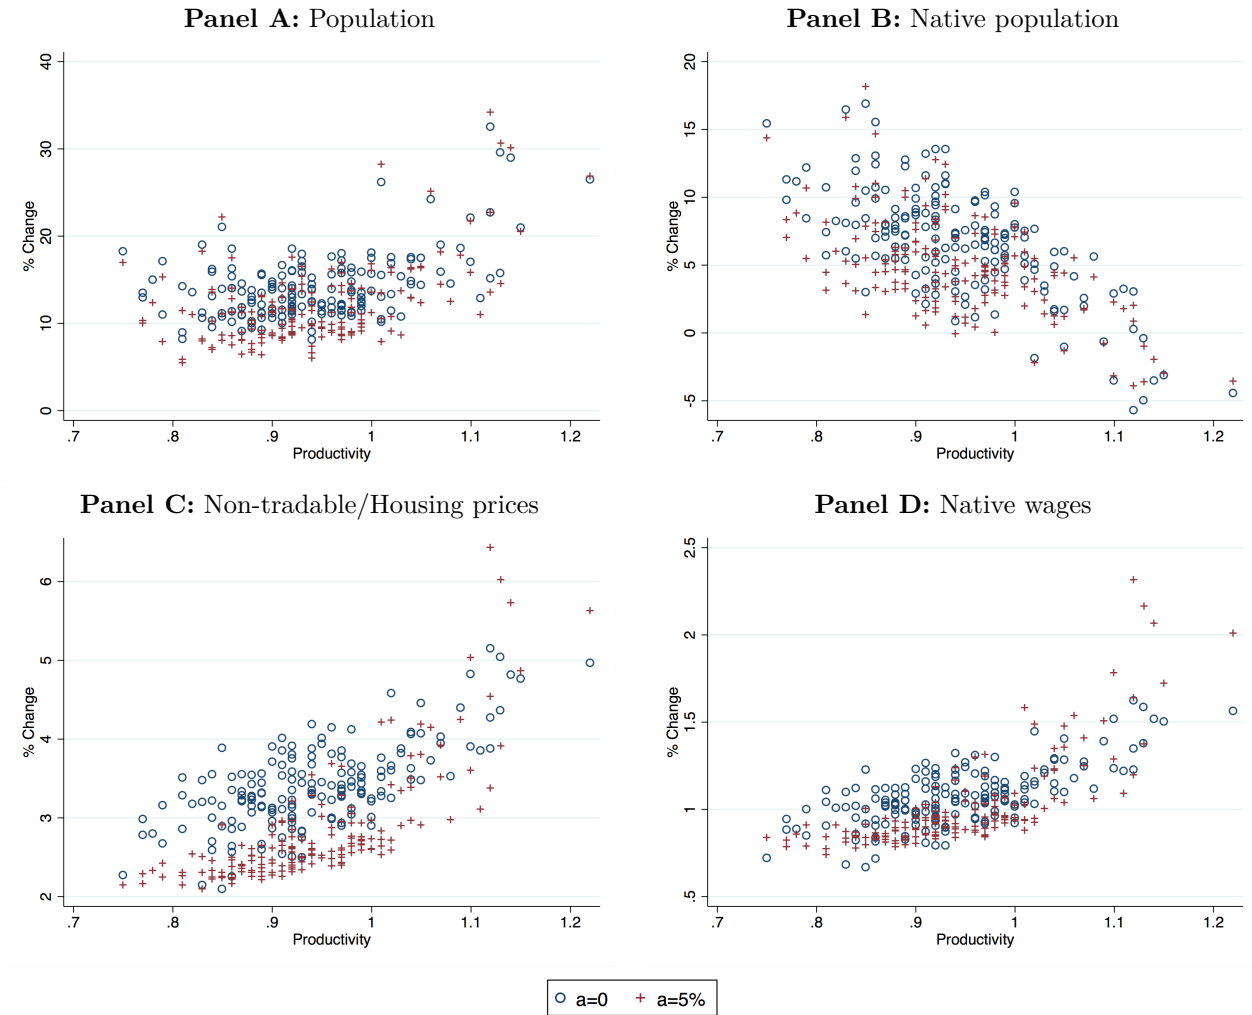 Panel A: Population
% Change
40
30
20
10
0
.7 .8 .9 1 1.1 1.2
Productivity
Panel B: Native population
% Change
20
15
10
5
0
-5
.7 .8 .9 1 1.1 1.2
Productivity
Panel C: Non-tradable/Housing prices
% Change
6
5
4
3
2
.7 .8 .9 1 1.1 1.2
Productivity
Panel D: Native wages
% Change
2.5
2
1.5
1
.5
.7 .8 .9 1 1.1 1.2
Productivity
a=0 a=5%